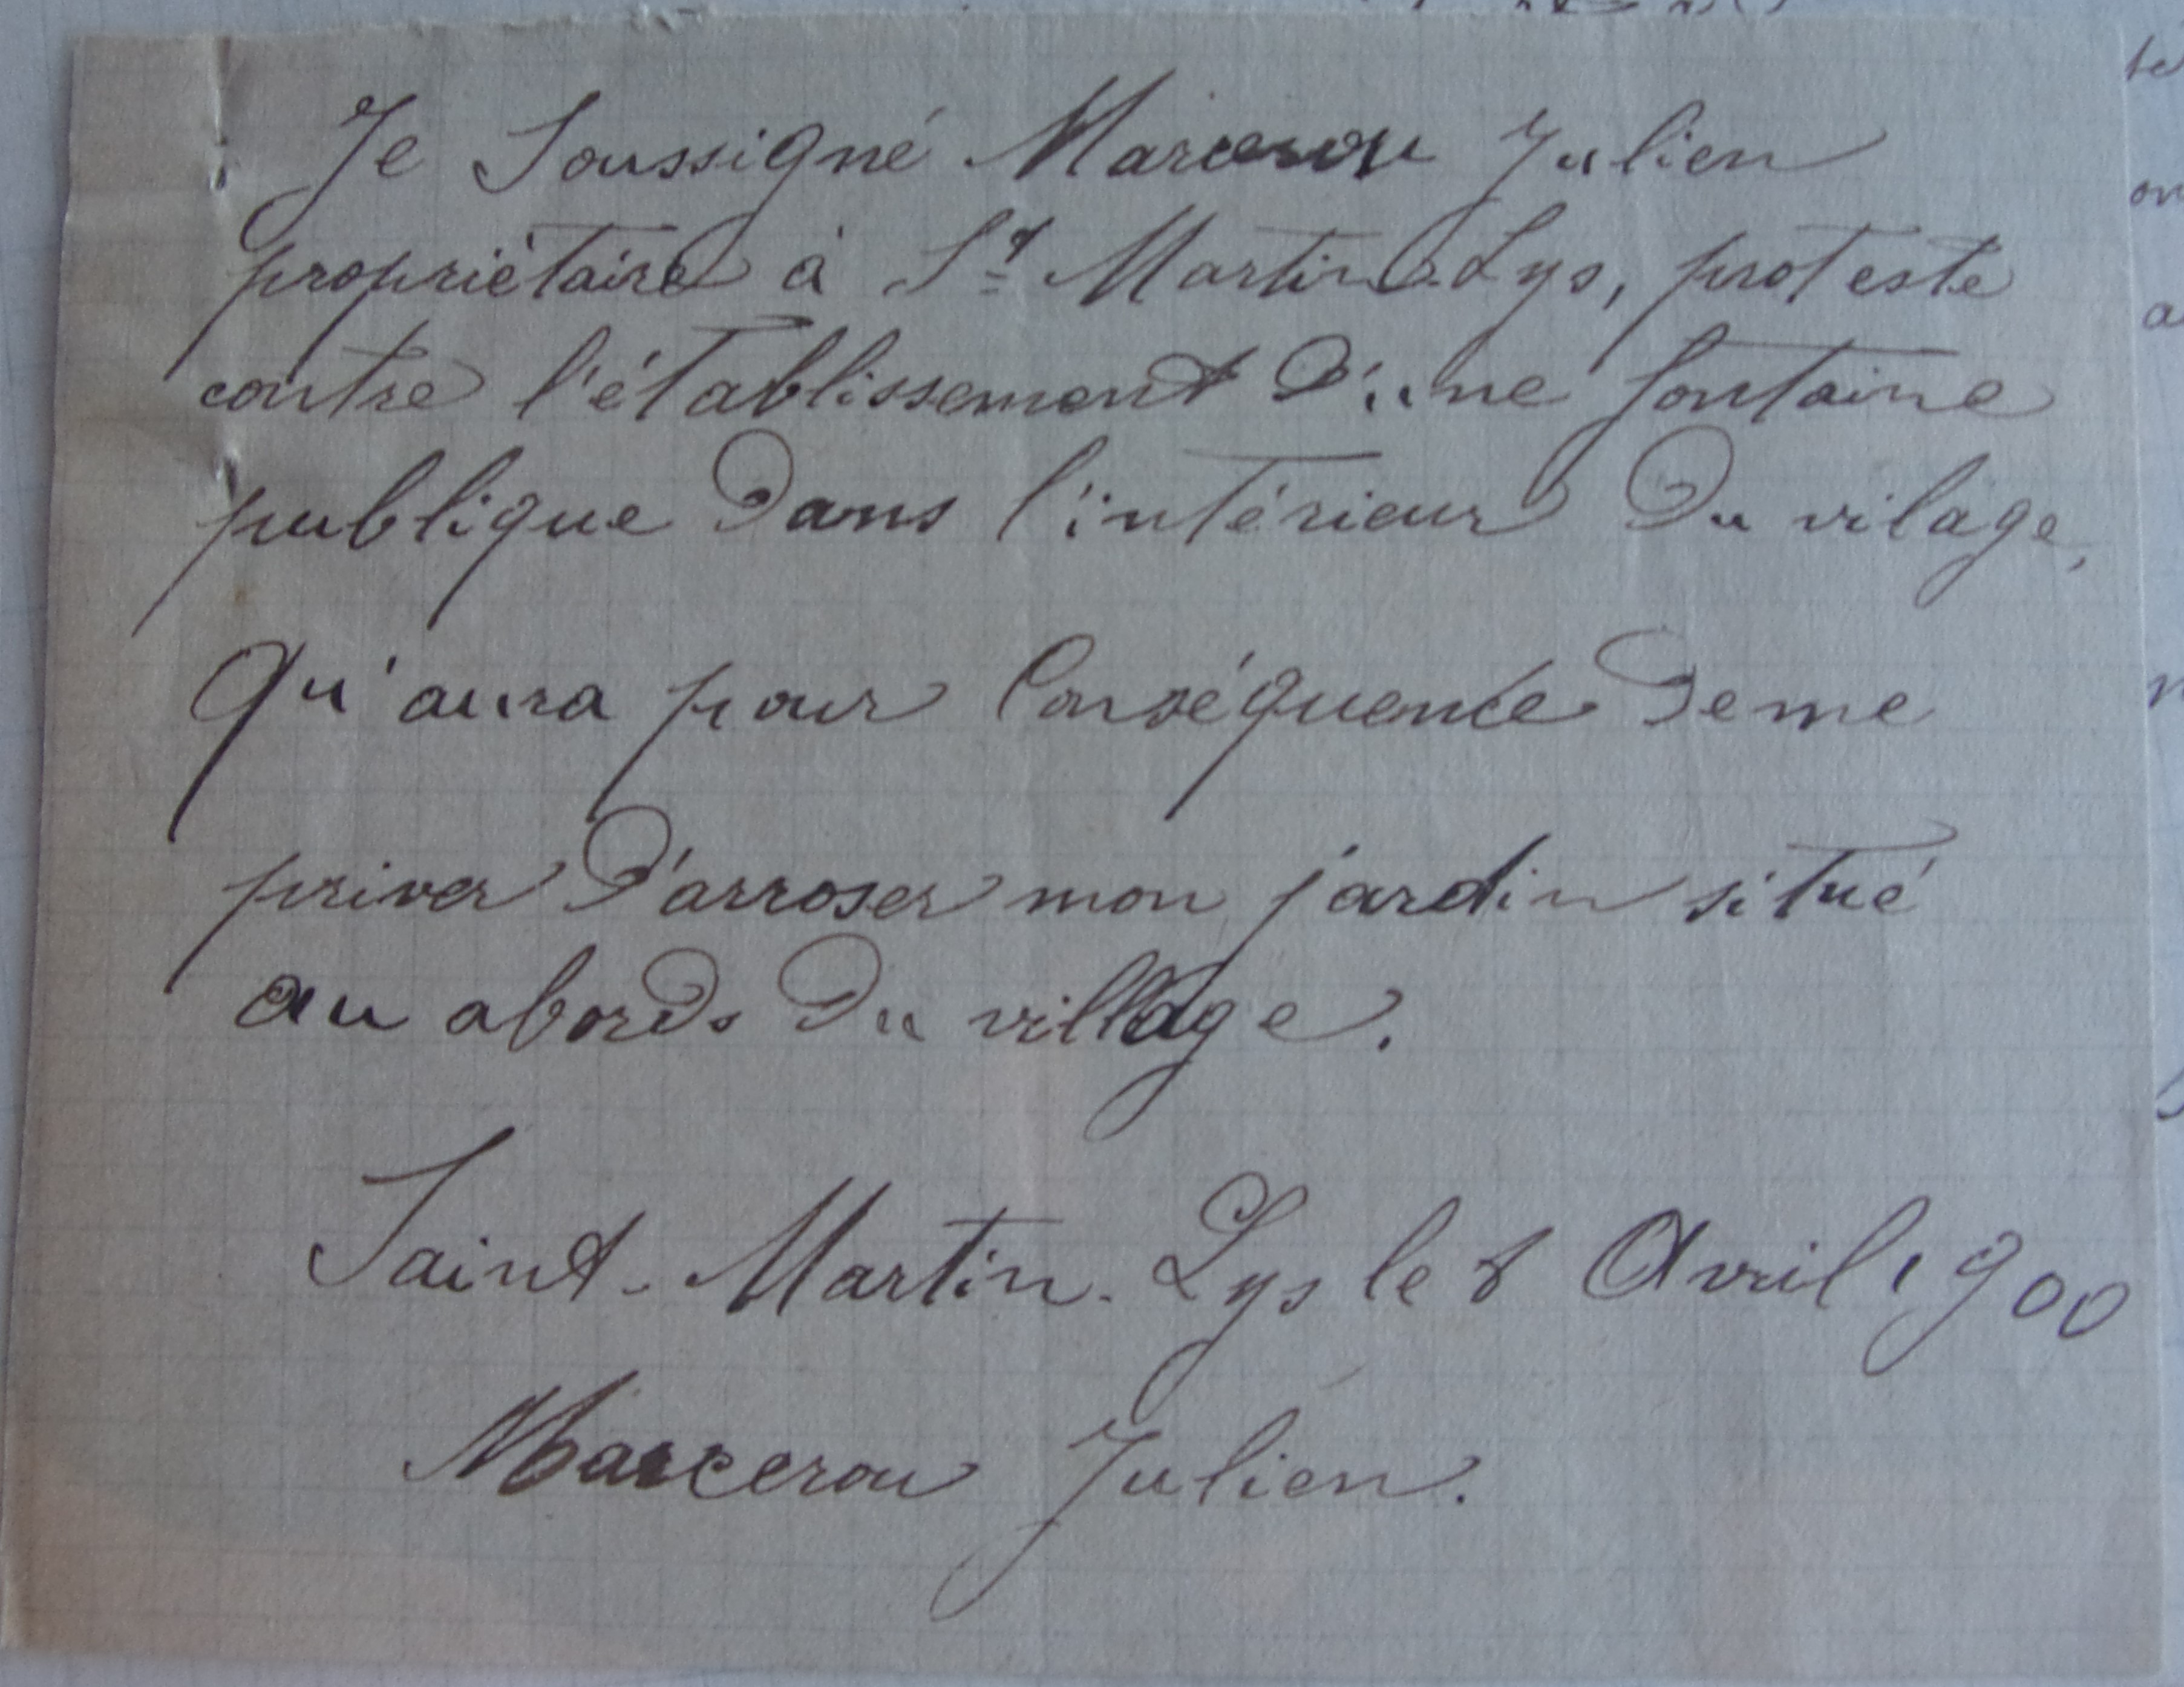 Je Soussigné Marcerou Julien
propriétaire à St Martin-Lys, proteste
contre l'établissement d'une fontaine
publique dans l'intérieur du vilage,
Qu'aura pour Conséquence de me
priver d'arroser mon jardin situé
au abords du village.
Saint-Martin-Lys le 8 Avril 1900
Marcerou Julien.